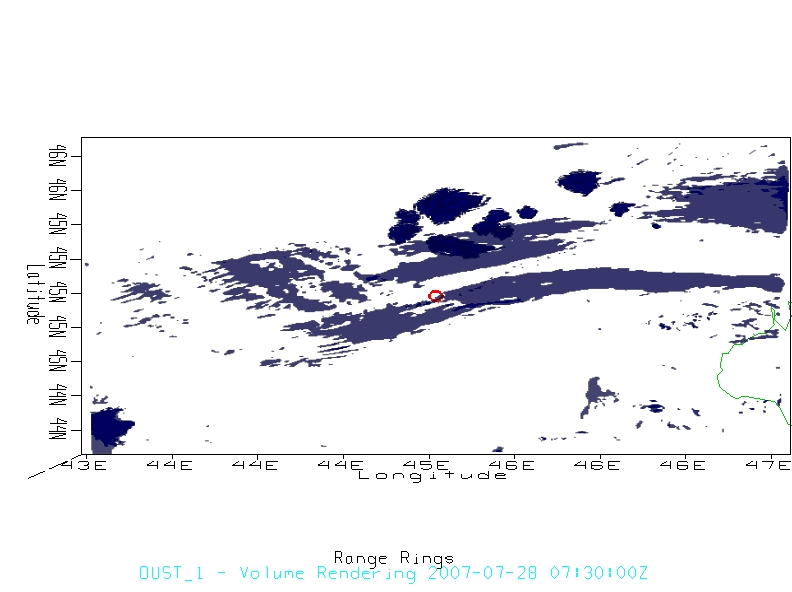 46N
46N
45N
45N
45N
45N
45N
44N
44N
Latitude
43E 44E 44E 44E 45E 46E 46E 46E 47E
Longitude
Range Rings
DUST_1 - Volume Rendering 2007-07-28 07:30:00Z